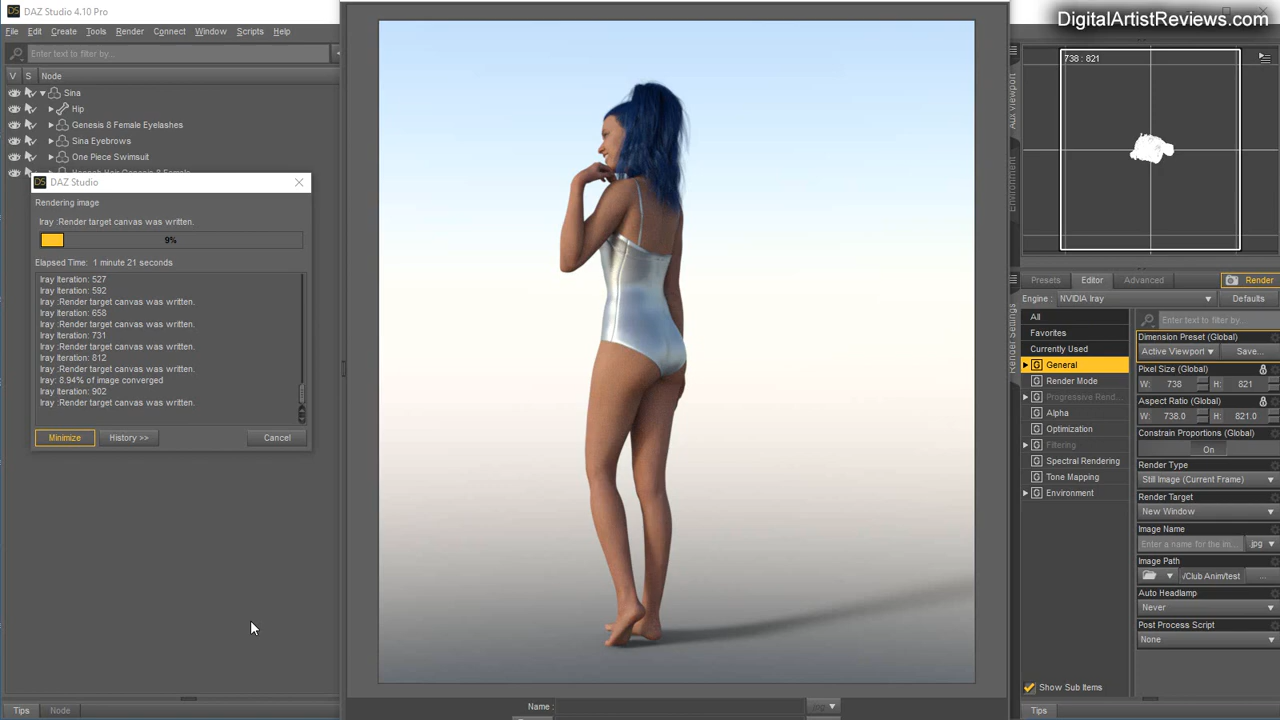 DAZ Studio 4.10 Pro
DigitalArtistReviews.com
File Edit Create Tools Render Connect Window Scripts Help
Enter text to filter by...
V S Node
Sina
Hip
Genesis 8 Female Eyelashes
Sina Eyebrows
One Piece Swimsuit
DAZ Studio
Rendering image
Iray :Render target canvas was written.
9%
Elapsed Time: 1 minute 21 seconds
Iray Iteration: 527
Iray Iteration: 592
Iray :Render target canvas was written.
Iray Iteration: 658
Iray :Render target canvas was written.
Iray Iteration: 731
Iray :Render target canvas was written.
Iray Iteration: 812
Iray :Render target canvas was written.
Iray: 8.94% of image converged
Iray Iteration: 902
Iray :Render target canvas was written.
Minimize History >> Cancel
Tips Node
Name :
jpg
738 : 821
Aux Viewport
Environment
Render Settings
Presets Editor Advanced Render
Engine : NVIDIA Iray Defaults
All
Favorites
Currently Used
General
Render Mode
Progressive Rend...
Alpha
Optimization
Filtering
Spectral Rendering
Tone Mapping
Environment
Show Sub Items
Tips
Enter text to filter by...
Dimension Preset (Global)
Active Viewport Save...
Pixel Size (Global)
W: 738 H: 821
Aspect Ratio (Global)
W: 738.0 H: 821.0
Constrain Proportions (Global)
On
Render Type
Still Image (Current Frame)
Render Target
New Window
Image Name
Enter a name for the im... jpg
Image Path
/Club Anim/test ...
Auto Headlamp
Never
Post Process Script
None